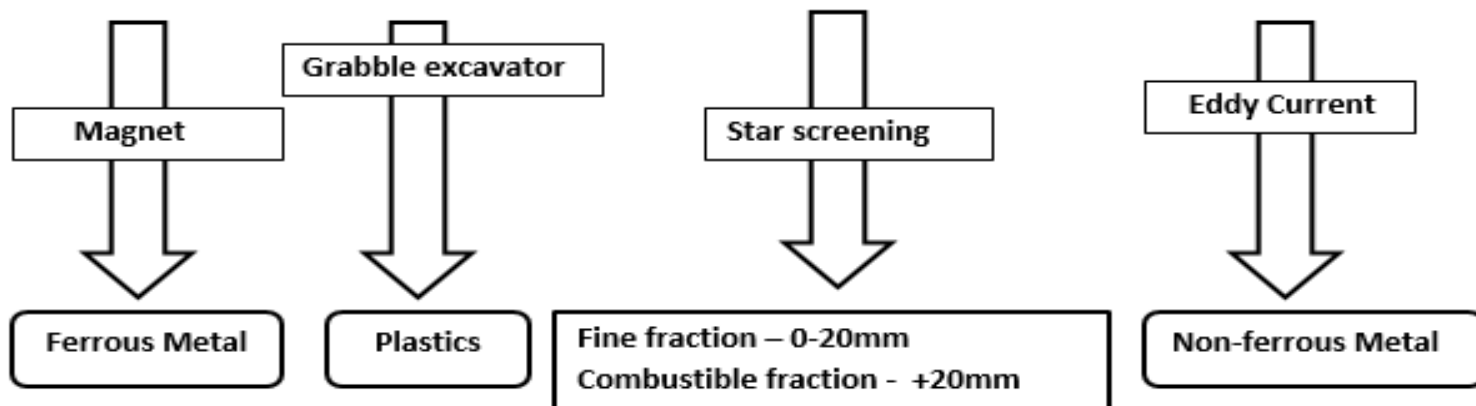 Grabble excavator
Magnet
Star screening
Eddy Current
Ferrous Metal
Plastics
Fine fraction – 0-20mm
Combustible fraction - +20mm
Non-ferrous Metal